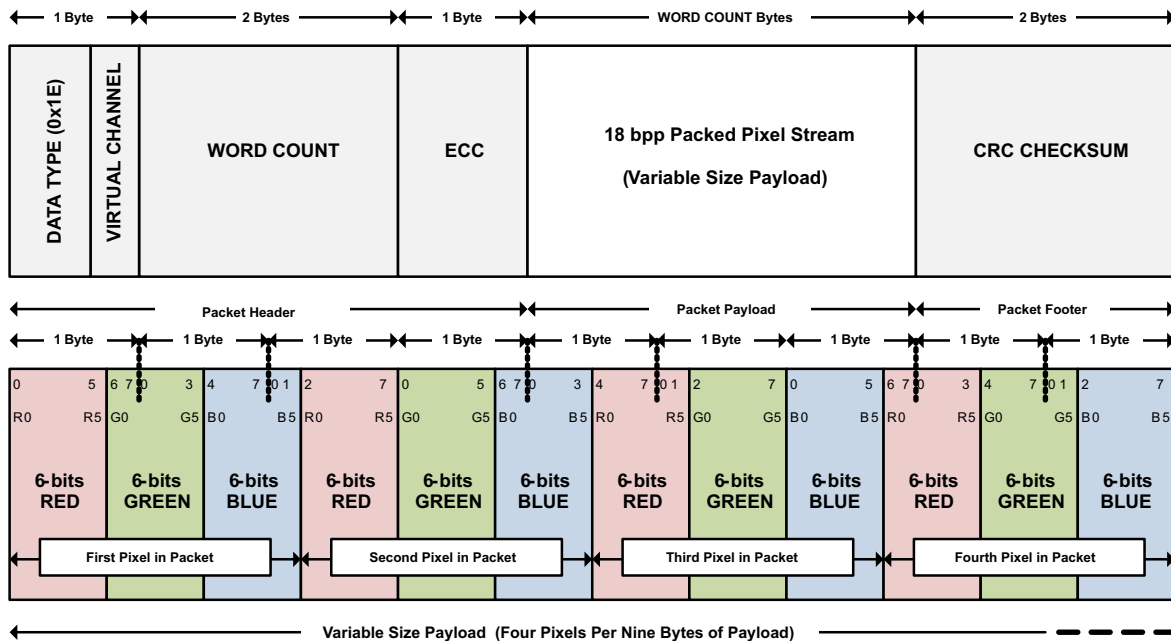 1 Byte 2 Bytes 1 Byte WORD COUNT Bytes 2 Bytes
DATA TYPE (0x1E)
VIRTUAL CHANNEL
WORD COUNT
ECC
18 bpp Packed Pixel Stream
(Variable Size Payload)
CRC CHECKSUM
Packet Header Packet Payload Packet Footer
1 Byte 1 Byte 1 Byte 1 Byte 1 Byte 1 Byte 1 Byte 1 Byte 1 Byte
0 5 6 7 0 3 4 7 0 1 2 7 0 5 6 7 0 3 4 7 0 1 2 7 0 5 6 7 0 3 4 7 0 1 2 7
R0 R5 G0 G5 B0 B5 R0 R5 G0 G5 B0 B5 R0 R5 G0 G5 B0 B5 R0 R5 G0 G5 B0 B5
6-bits 6-bits 6-bits 6-bits 6-bits 6-bits 6-bits 6-bits 6-bits 6-bits 6-bits 6-bits
RED GREEN BLUE RED GREEN BLUE RED GREEN BLUE RED GREEN BLUE
First Pixel in Packet Second Pixel in Packet Third Pixel in Packet Fourth Pixel in Packet
Variable Size Payload (Four Pixels Per Nine Bytes of Payload)